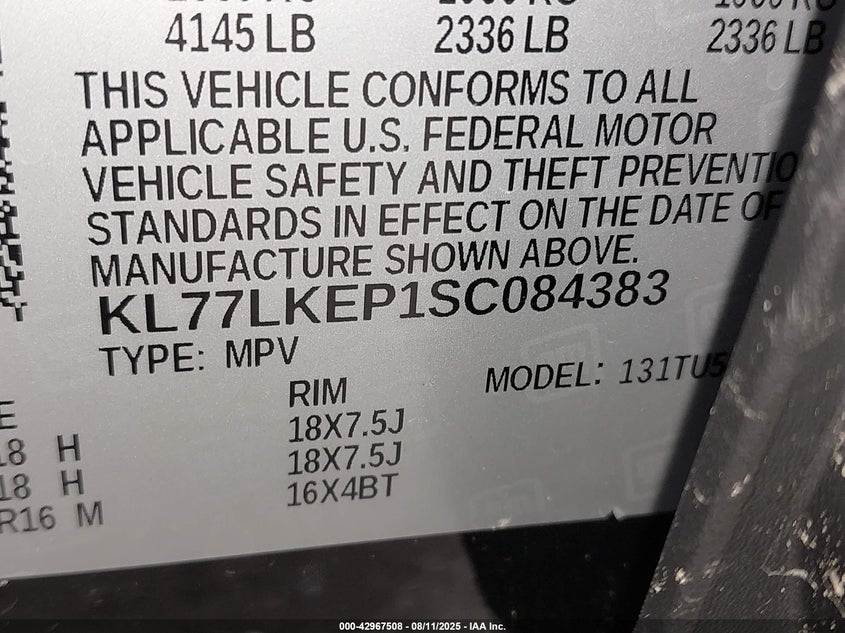 4145 LB 2336 LB 2336 LB
THIS VEHICLE CONFORMS TO ALL
APPLICABLE U.S. FEDERAL MOTOR
VEHICLE SAFETY AND THEFT PREVENTIO
STANDARDS IN EFFECT ON THE DATE OF
MANUFACTURE SHOWN ABOVE.
KL77LKEP1SC084383
TYPE: MPV MODEL: 131TU5
RIM
E 18X7.5J
18 H 18X7.5J
18 H 16X4BT
R16 M
T
000-42967508 - 08/11/2025 - IAA Inc.